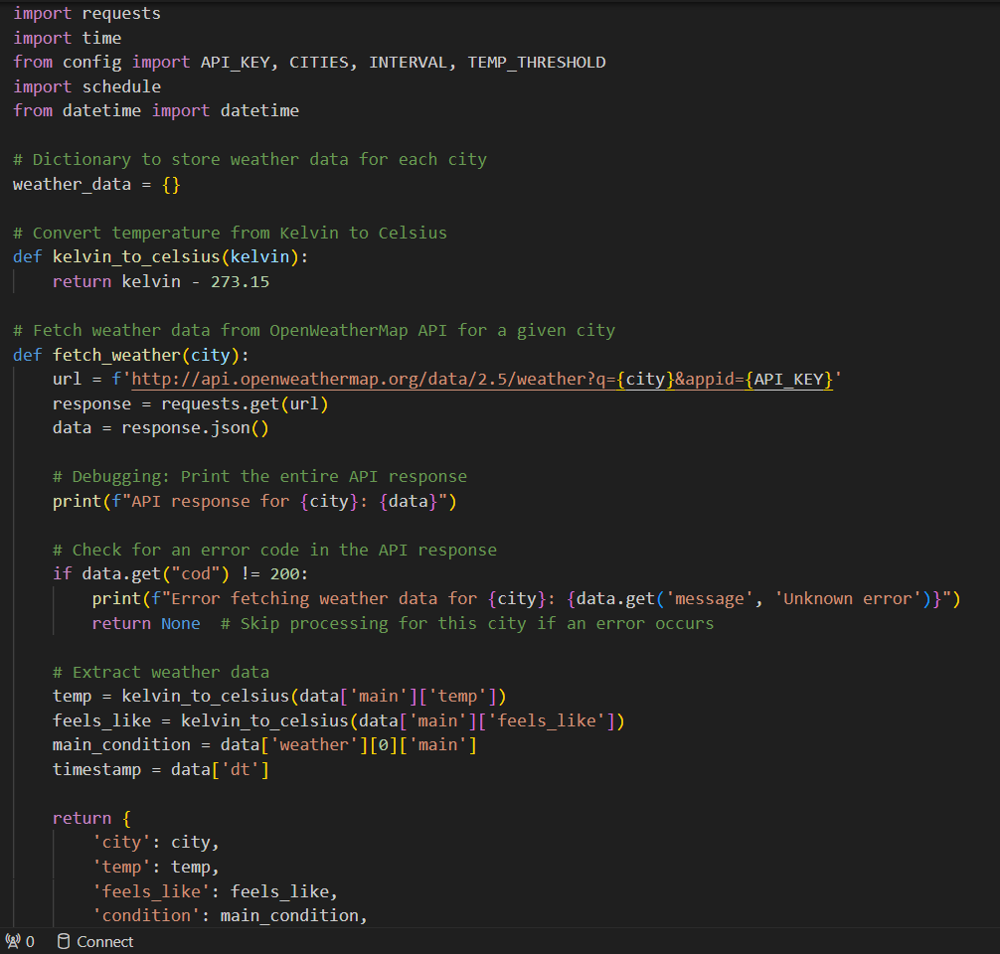 import requests
import time
from config import API_KEY, CITIES, INTERVAL, TEMP_THRESHOLD
import schedule
from datetime import datetime

# Dictionary to store weather data for each city
weather_data = {}

# Convert temperature from Kelvin to Celsius
def kelvin_to_celsius(kelvin):
    return kelvin - 273.15

# Fetch weather data from OpenWeatherMap API for a given city
def fetch_weather(city):
    url = f'http://api.openweathermap.org/data/2.5/weather?q={city}&appid={API_KEY}'
    response = requests.get(url)
    data = response.json()

    # Debugging: Print the entire API response
    print(f"API response for {city}: {data}")

    # Check for an error code in the API response
    if data.get("cod") != 200:
        print(f"Error fetching weather data for {city}: {data.get('message', 'Unknown error')}")
        return None  # Skip processing for this city if an error occurs

    # Extract weather data
    temp = kelvin_to_celsius(data['main']['temp'])
    feels_like = kelvin_to_celsius(data['main']['feels_like'])
    main_condition = data['weather'][0]['main']
    timestamp = data['dt']

    return {
        'city': city,
        'temp': temp,
        'feels_like': feels_like,
        'condition': main_condition,
0 Connect